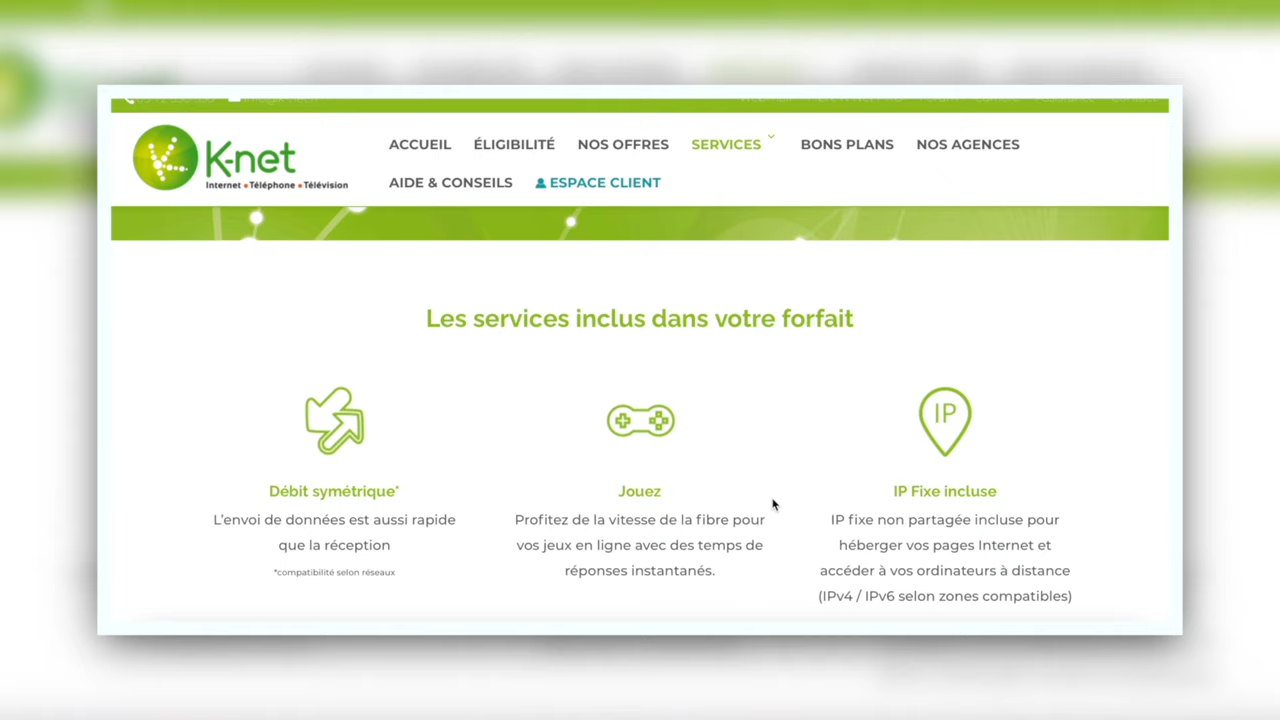 K-net
Internet • Téléphone • Télévision
ACCUEIL ÉLIGIBILITÉ NOS OFFRES SERVICES BONS PLANS NOS AGENCES
AIDE & CONSEILS ESPACE CLIENT
Les services inclus dans votre forfait
IP
Débit symétrique*
L'envoi de données est aussi rapide
que la réception
*compatibilité selon réseaux
Jouez
Profitez de la vitesse de la fibre pour
vos jeux en ligne avec des temps de
réponses instantanés.
IP Fixe incluse
IP fixe non partagée incluse pour
héberger vos pages Internet et
accéder à vos ordinateurs à distance
(IPv4 / IPv6 selon zones compatibles)